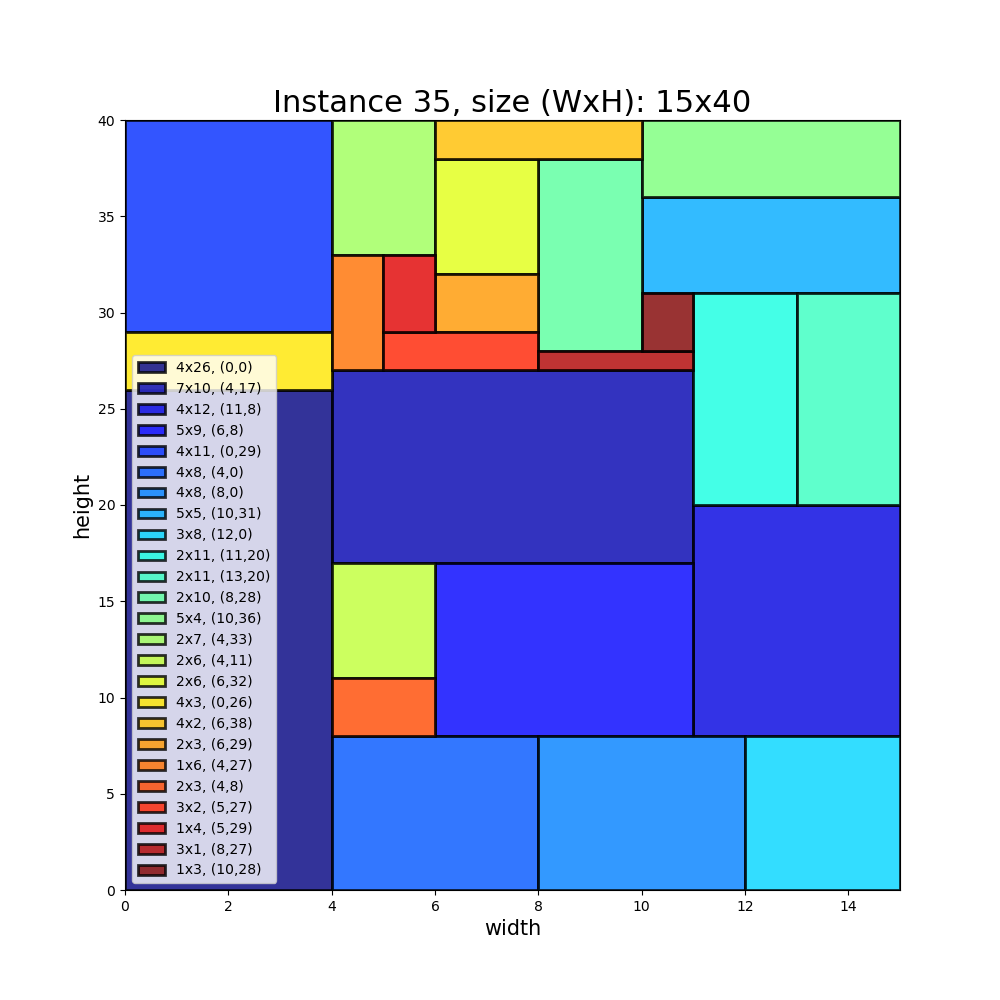 Instance 35, size (WxH): 15x40
40
35
30
25
20
15
10
5
0
height
4x26, (0,0)
7x10, (4,17)
4x12, (11,8)
5x9, (6,8)
4x11, (0,29)
4x8, (4,0)
4x8, (8,0)
5x5, (10,31)
3x8, (12,0)
2x11, (11,20)
2x11, (13,20)
2x10, (8,28)
5x4, (10,36)
2x7, (4,33)
2x6, (4,11)
2x6, (6,32)
4x3, (0,26)
4x2, (6,38)
2x3, (6,29)
1x6, (4,27)
2x3, (4,8)
3x2, (5,27)
1x4, (5,29)
3x1, (8,27)
1x3, (10,28)
0 2 4 6 8 10 12 14
width